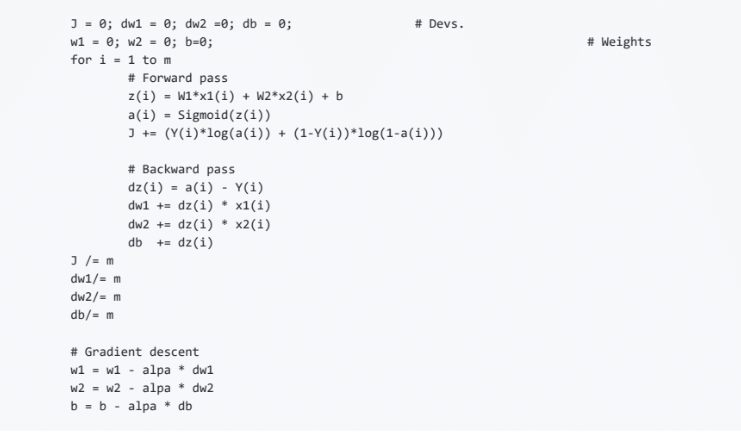 J = 0; dw1 = 0; dw2 =0; db = 0; # Devs.
w1 = 0; w2 = 0; b=0; # Weights
for i = 1 to m
# Forward pass
z(i) = W1*x1(i) + W2*x2(i) + b
a(i) = Sigmoid(z(i))
J += (Y(i)*log(a(i)) + (1-Y(i))*log(1-a(i)))
# Backward pass
dz(i) = a(i) - Y(i)
dw1 += dz(i) * x1(i)
dw2 += dz(i) * x2(i)
db += dz(i)
J /= m
dw1/= m
dw2/= m
db/= m
# Gradient descent
w1 = w1 - alpa * dw1
w2 = w2 - alpa * dw2
b = b - alpa * db